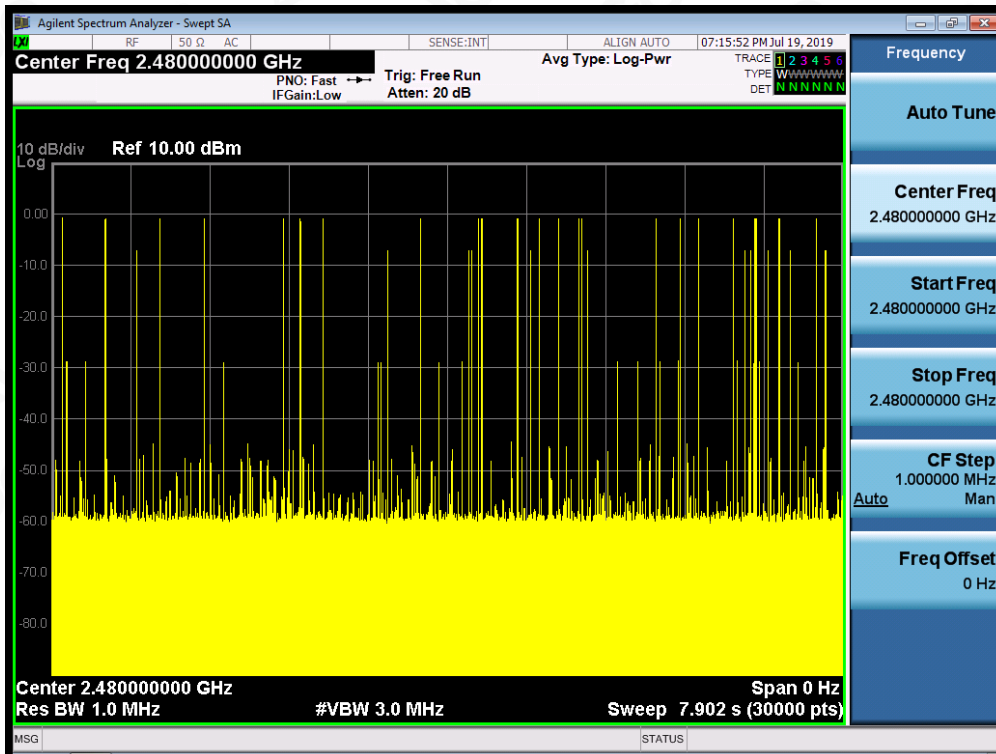 Agilent Spectrum Analyzer - Swept SA
LXI RF 50 Ω AC SENSE:INT ALIGN AUTO 07:15:52 PM Jul 19, 2019
Center Freq 2.480000000 GHz
Avg Type: Log-Pwr
TRACE 1 2 3 4 5 6
PNO: Fast Trig: Free Run
TYPE W
IFGain:Low Atten: 20 dB
DET N N N N N N
10 dB/div Ref 10.00 dBm
Log
0.00
-10.0
-20.0
-30.0
-40.0
-50.0
-60.0
-70.0
-80.0
Center 2.480000000 GHz Span 0 Hz
Res BW 1.0 MHz #VBW 3.0 MHz Sweep 7.902 s (30000 pts)
MSG STATUS
Frequency
Auto Tune
Center Freq
2.480000000 GHz
Start Freq
2.480000000 GHz
Stop Freq
2.480000000 GHz
CF Step
1.000000 MHz
Auto Man
Freq Offset
0 Hz